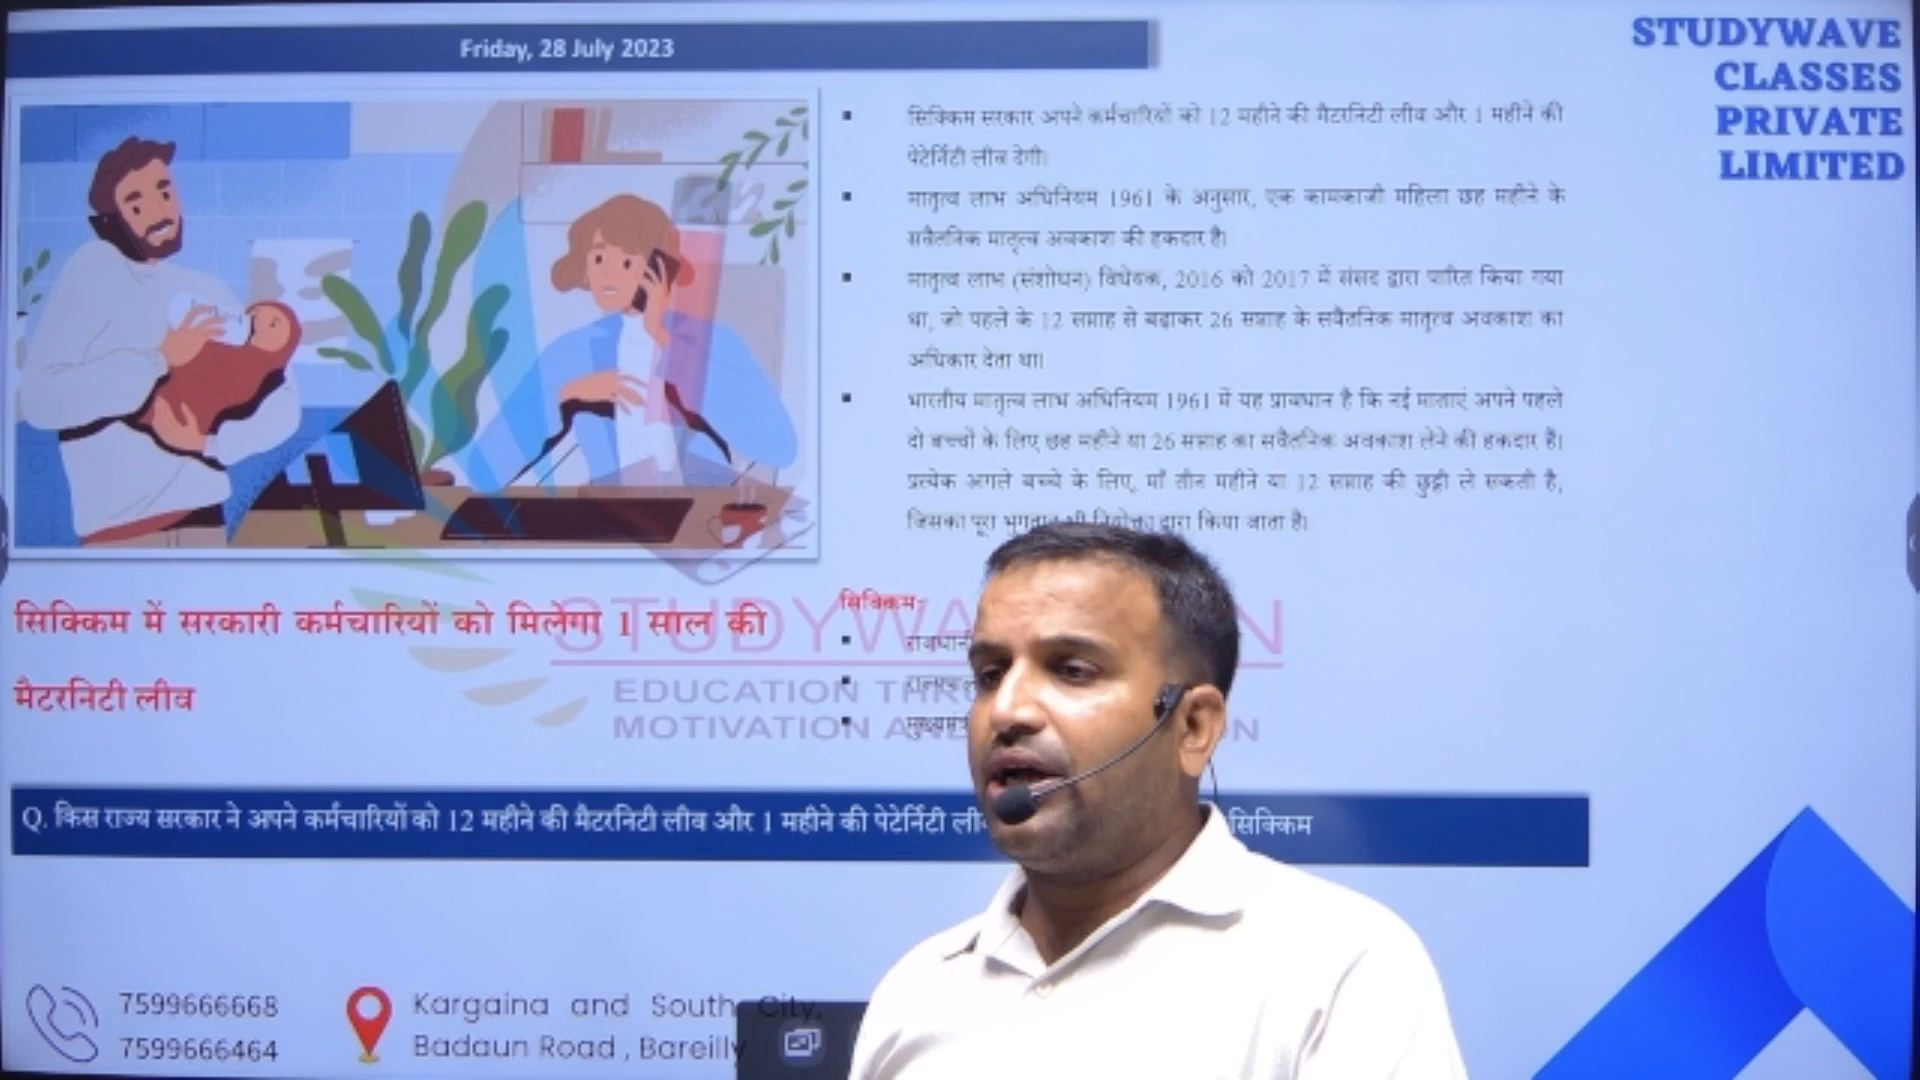 Friday, 28 July 2023
STUDYWAVE
CLASSES
PRIVATE
LIMITED
सिक्किम सरकार अपने कर्मचारियों को 12 महीने की मैटरनिटी लीव और 1 महीने की
पेटेर्निटी लीव देगी।
मातृत्व लाभ अधिनियम 1961 के अनुसार, एक कामकाजी महिला छह महीने के
सवैतनिक मातृत्व अवकाश की हकदार है।
मातृत्व लाभ (संशोधन) विधेयक, 2016 को 2017 में संसद द्वारा पारित किया गया
था, जो पहले के 12 सप्ताह से बढ़ाकर 26 सप्ताह के सवैतनिक मातृत्व अवकाश का
अधिकार देता था।
भारतीय मातृत्व लाभ अधिनियम 1961 में यह प्रावधान है कि नई माताएं अपने पहले
दो बच्चों के लिए छह महीने या 26 सप्ताह का सवैतनिक अवकाश लेने की हकदार हैं।
प्रत्येक अगले बच्चे के लिए, माँ तीन महीने या 12 सप्ताह की छुट्टी ले सकती है,
जिसका पूरा भुगतान भी नियोक्ता द्वारा किया जाता है।
सिक्किम में सरकारी कर्मचारियों को मिलेगा 1 साल की
मैटरनिटी लीव
सिक्किम:
राजधानी
EDUCATION
MOTIVATION
Q. किस राज्य सरकार ने अपने कर्मचारियों को 12 महीने की मैटरनिटी लीव और 1 महीने की पेटेर्निटी सिक्किम
7599666668
7599666464
Kargaina and South City,
Badaun Road , Bareilly